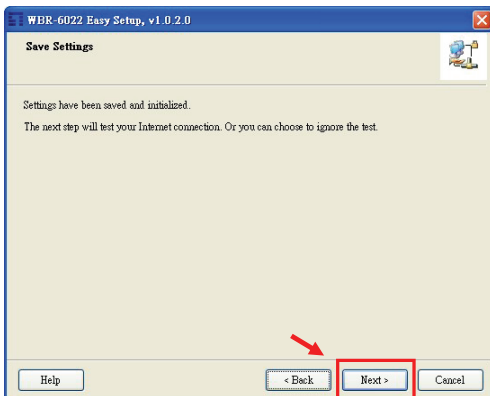 WBR-6022 Easy Setup, v1.0.2.0
Save Settings
Settings have been saved and initialized.
The next step will test your Internet connection. Or you can choose to ignore the test.
Help
< Back
Next >
Cancel